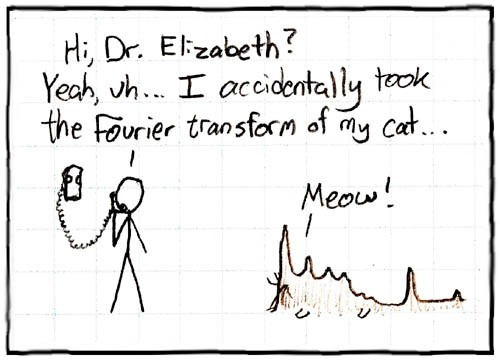 Hi, Dr. Elizabeth?
Yeah, uh... I accidentally took
the Fourier transform of my cat...
Meow!